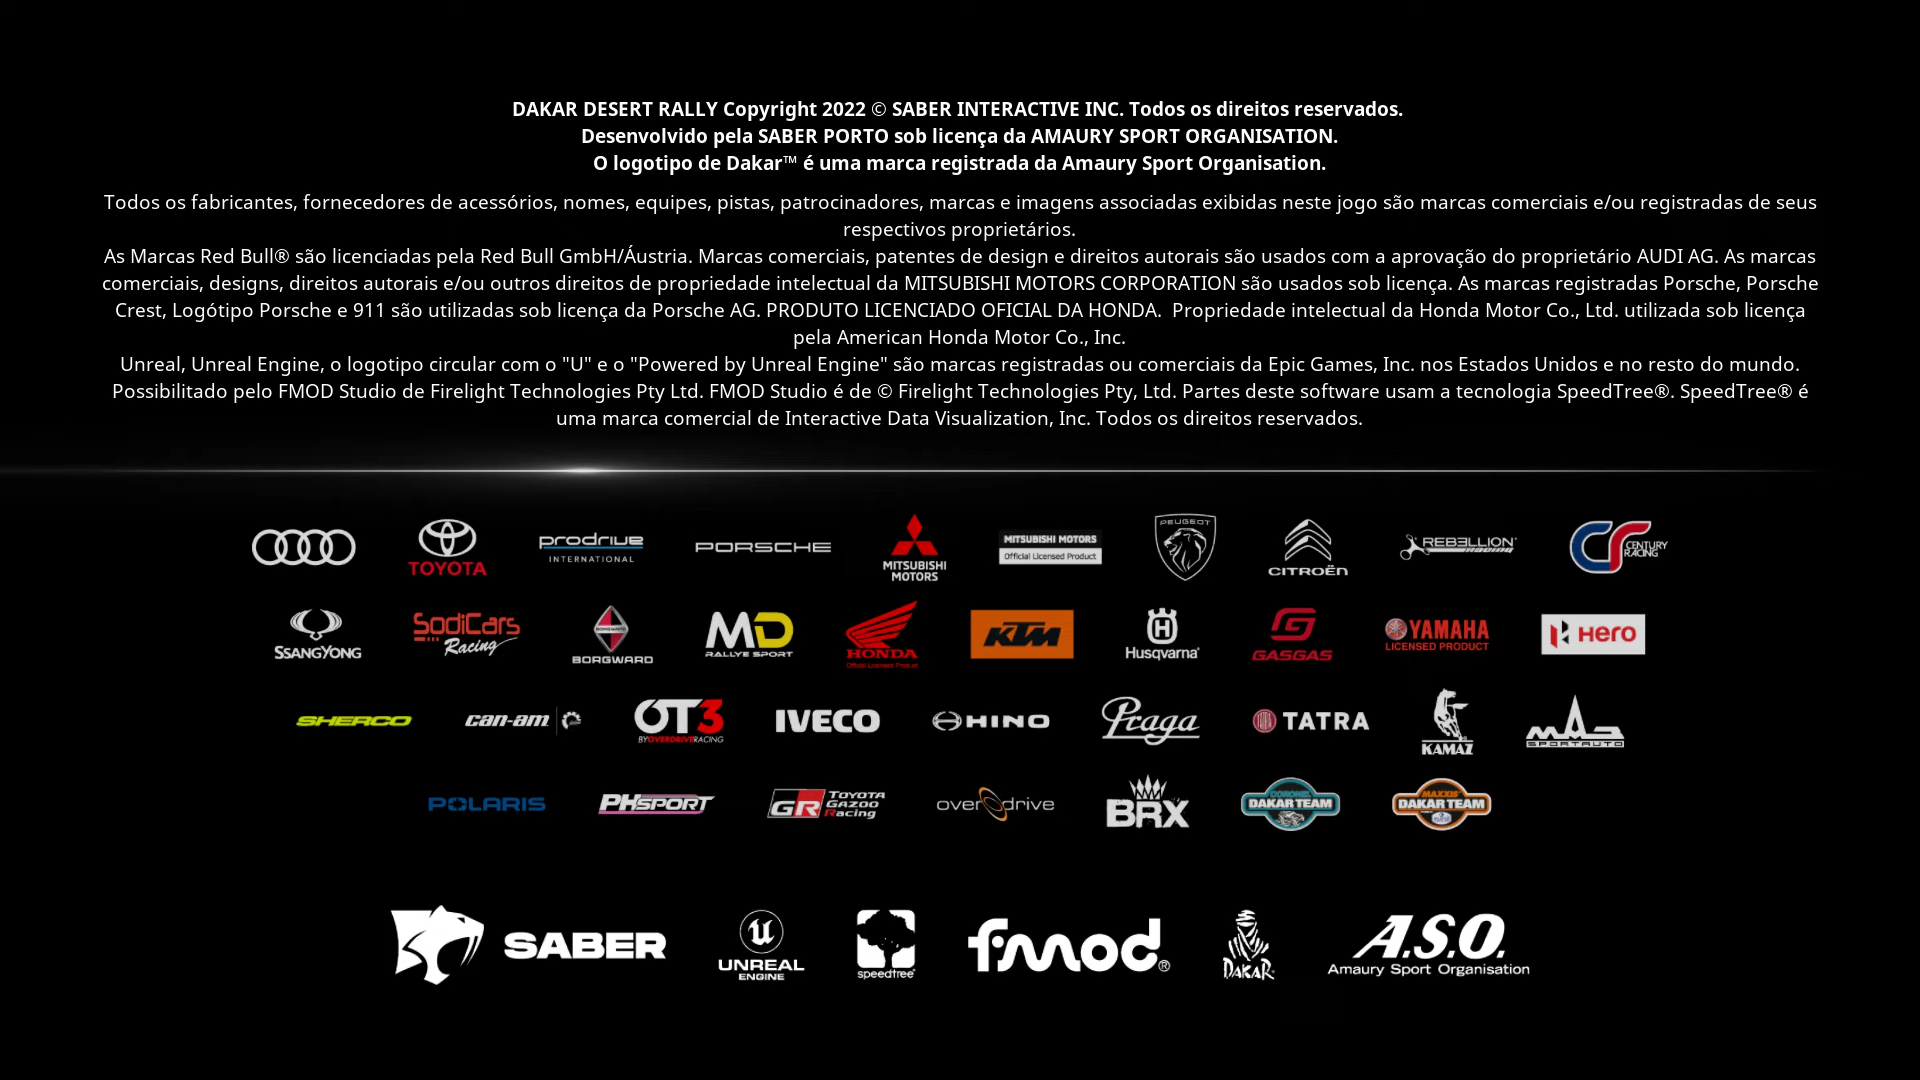 DAKAR DESERT RALLY Copyright 2022 © SABER INTERACTIVE INC. Todos os direitos reservados.
Desenvolvido pela SABER PORTO sob licença da AMAURY SPORT ORGANISATION.
O logotipo de Dakar™ é uma marca registrada da Amaury Sport Organisation.
Todos os fabricantes, fornecedores de acessórios, nomes, equipes, pistas, patrocinadores, marcas e imagens associadas exibidas neste jogo são marcas comerciais e/ou registradas de seus
respectivos proprietários.
As Marcas Red Bull® são licenciadas pela Red Bull GmbH/Áustria. Marcas comerciais, patentes de design e direitos autorais são usados com a aprovação do proprietário AUDI AG. As marcas
comerciais, designs, direitos autorais e/ou outros direitos de propriedade intelectual da MITSUBISHI MOTORS CORPORATION são usados sob licença. As marcas registradas Porsche, Porsche
Crest, Logótipo Porsche e 911 são utilizadas sob licença da Porsche AG. PRODUTO LICENCIADO OFICIAL DA HONDA.  Propriedade intelectual da Honda Motor Co., Ltd. utilizada sob licença
pela American Honda Motor Co., Inc.
Unreal, Unreal Engine, o logotipo circular com o "U" e o "Powered by Unreal Engine" são marcas registradas ou comerciais da Epic Games, Inc. nos Estados Unidos e no resto do mundo.
Possibilitado pelo FMOD Studio de Firelight Technologies Pty Ltd. FMOD Studio é de © Firelight Technologies Pty, Ltd. Partes deste software usam a tecnologia SpeedTree®. SpeedTree® é
uma marca comercial de Interactive Data Visualization, Inc. Todos os direitos reservados.
TOYOTA
prodrive
INTERNATIONAL
PORSCHE
MITSUBISHI
MOTORS
MITSUBISHI MOTORS
Official Licensed Product
PEUGEOT
CITROËN
REBELLION
racing
CENTURY
RACING
SSANGYONG
SodiCars
Racing
BORGWARD
MD
RALLYE SPORT
HONDA
Official Licensed Product
KTM
Husqvarna
GASGAS
YAMAHA
LICENSED PRODUCT
Hero
SHERCO
can-am
OT3
BY OVERDRIVE RACING
IVECO
HINO
Praga
TATRA
KAMAZ
MAZ
SPORTAUTO
POLARIS
PHSPORT
GR TOYOTA
GAZOO
Racing
overdrive
BRX
CORONEL
DAKAR TEAM
MAXXIS
DAKAR TEAM
SABER
UNREAL
ENGINE
speedtree
fmod®
DAKAR
A.S.O.
Amaury Sport Organisation